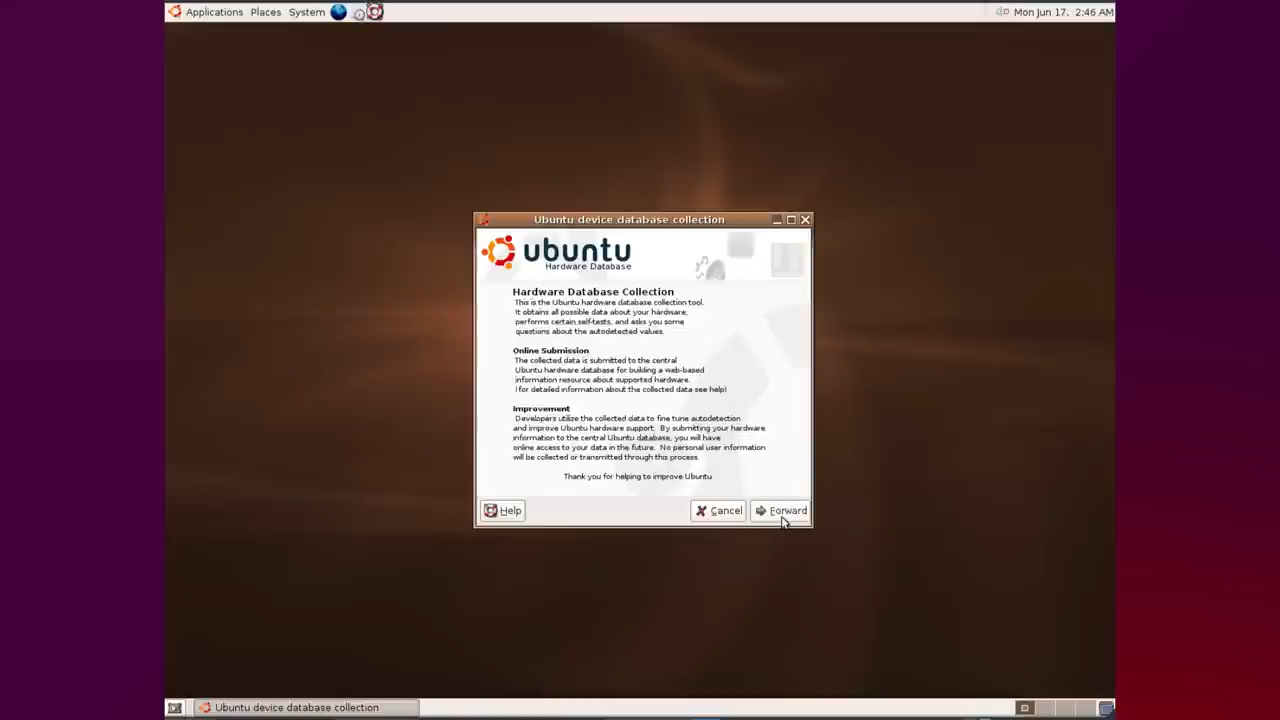 Applications Places System Mon Jun 17, 2:46 AM
Ubuntu device database collection
ubuntu
Hardware Database
Hardware Database Collection
This is the Ubuntu hardware database collection tool.
It obtains all possible data about your hardware,
performs certain self-tests, and asks you some
questions about the autodetected values.
Online Submission
The collected data is submitted to the central
Ubuntu hardware database for building a web-based
information resource about supported hardware.
(for detailed information about the collected data see help)
Improvement
Developers utilize the collected data to fine tune autodetection
and improve Ubuntu hardware support. By submitting your hardware
information to the central Ubuntu database, you will have
online access to your data in the future. No personal user information
will be collected or transmitted through this process.
Thank you for helping to improve Ubuntu
Help Cancel Forward
Ubuntu device database collection